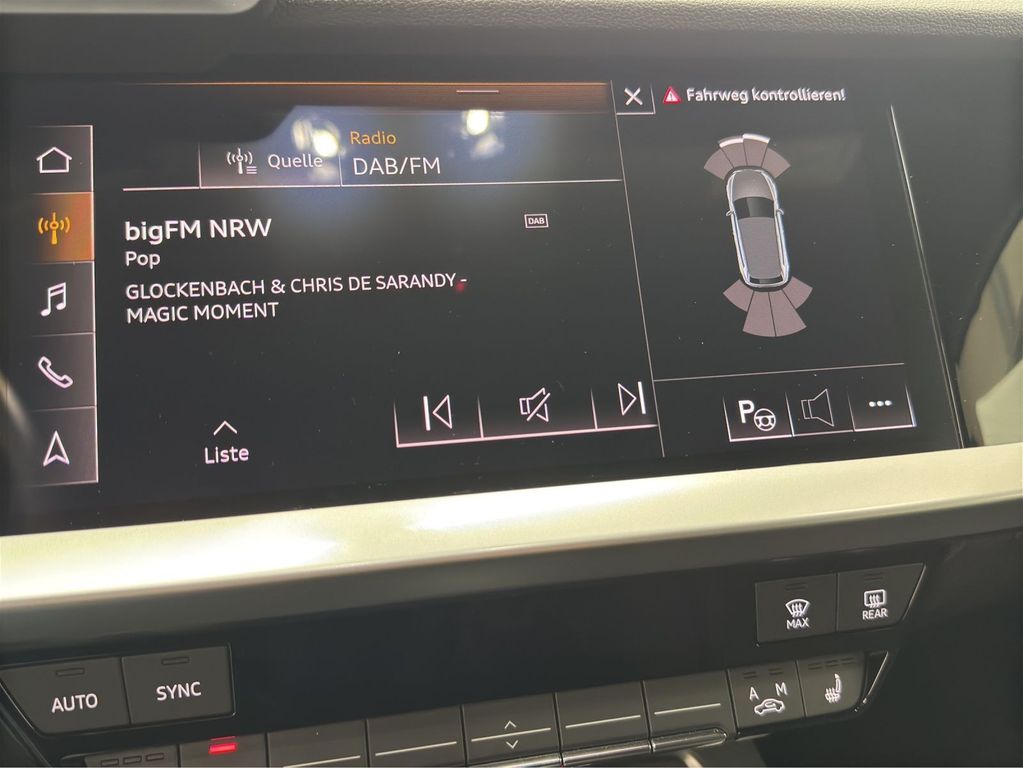 Fahrweg kontrollieren!
Radio
Quelle
DAB/FM
bigFM NRW
DAB
Pop
GLOCKENBACH & CHRIS DE SARANDY -
MAGIC MOMENT
Liste
P
MAX
REAR
AUTO
SYNC
A M